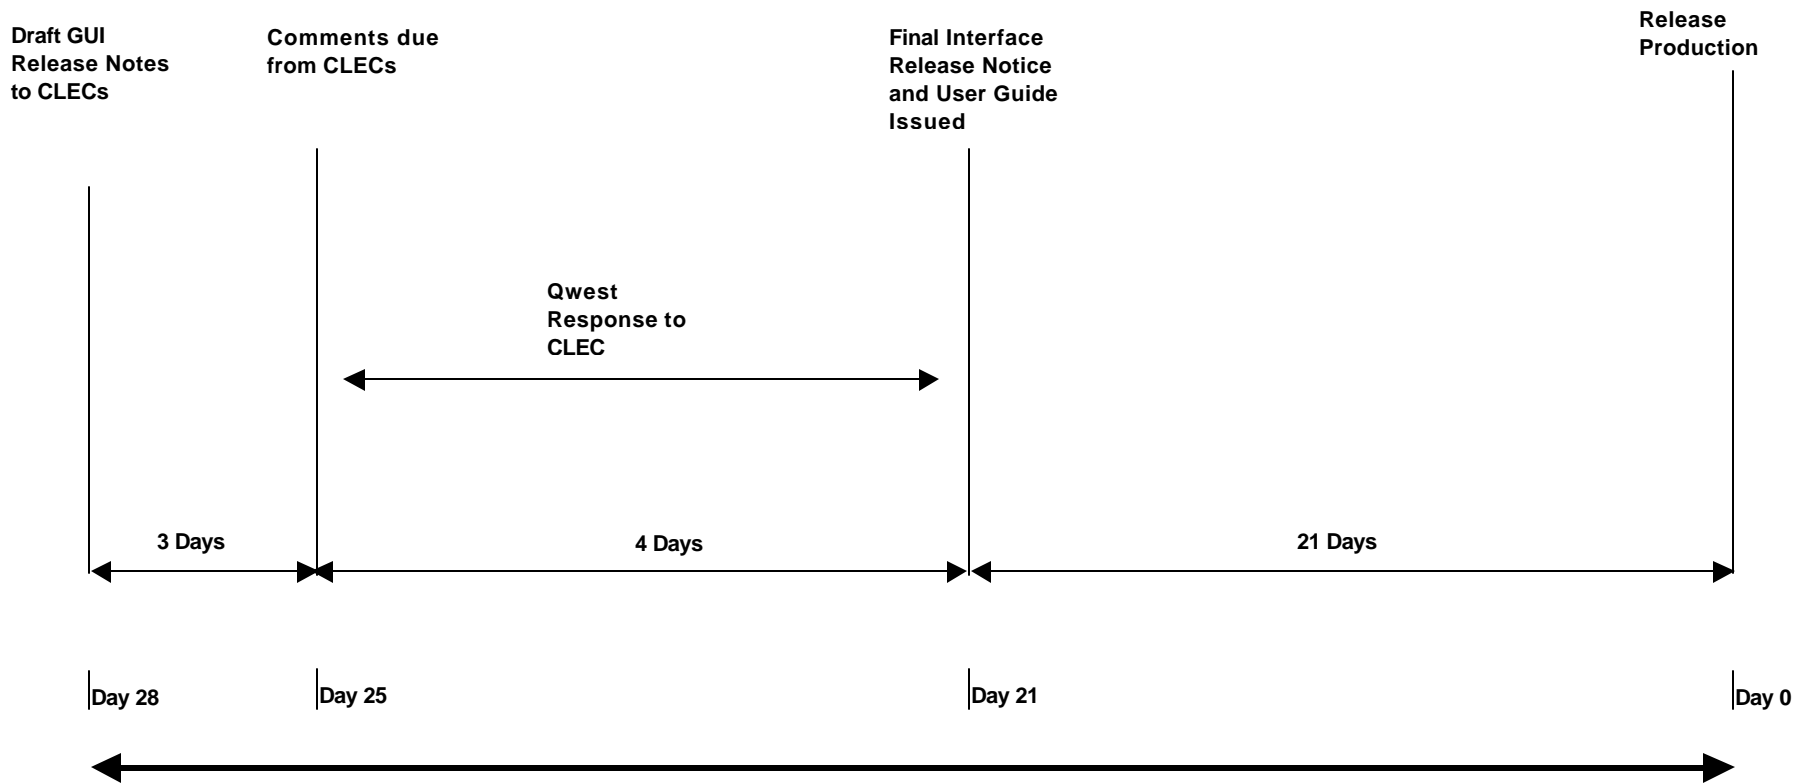 Draft GUI
Release Notes
to CLECs
Comments due
from CLECs
Final Interface
Release Notice
and User Guide
Issued
Release
Production
Qwest
Response to
CLEC
3 Days
4 Days
21 Days
Day 28
Day 25
Day 21
Day 0